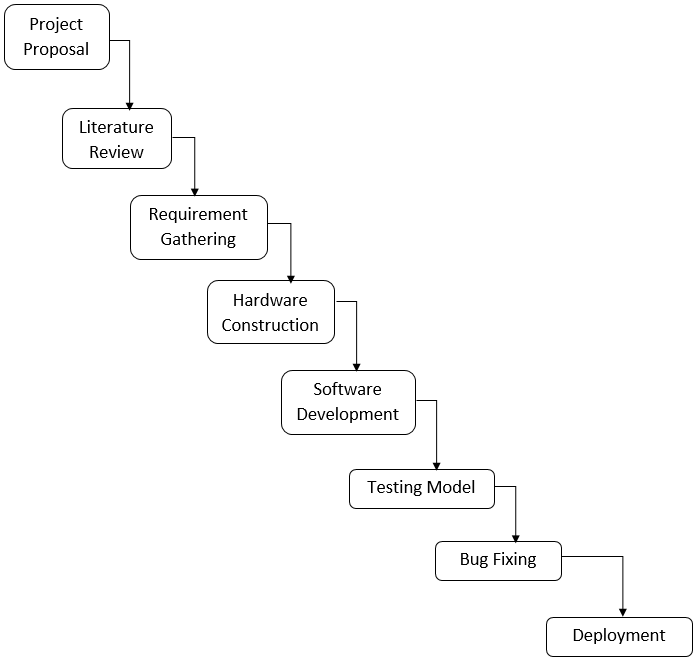 Project
Proposal
Literature
Review
Requirement
Gathering
Hardware
Construction
Software
Development
Testing Model
Bug Fixing
Deployment